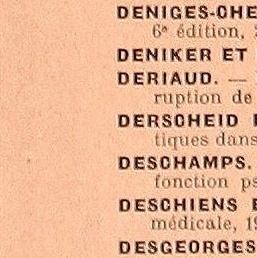 DENIGES-CHE
6e édition, 
DENIKER ET
DERIAUD. —
ruption de
DERSCHEID
tiques dans
DESCHAMPS.
fonction ps
DESCHIENS E
médicale, 19
DESGEORGES